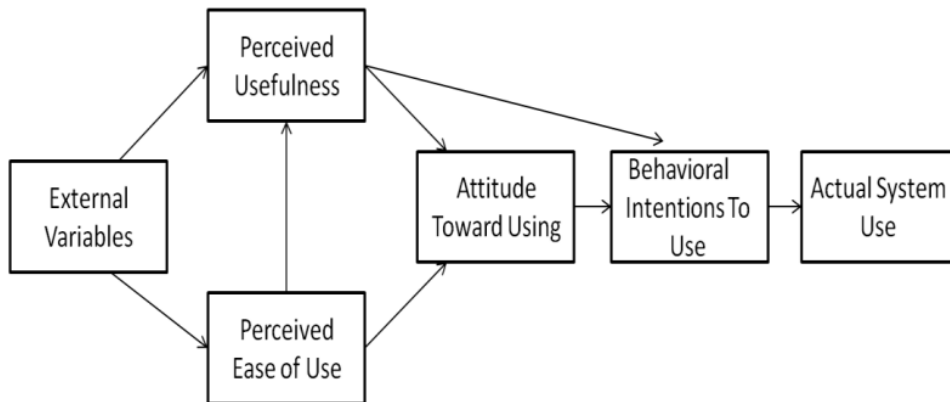 Perceived
Usefulness
External
Variables
Attitude
Toward Using
Behavioral
Intentions To
Use
Actual System
Use
Perceived
Ease of Use